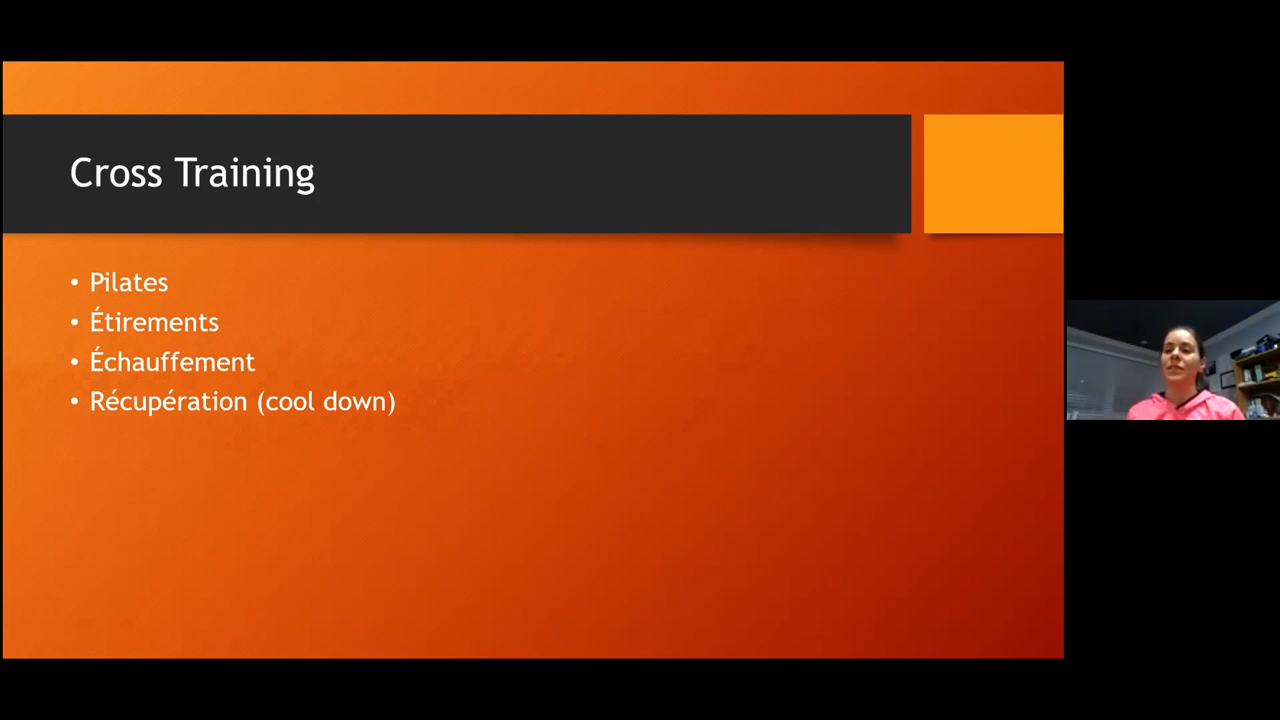 Cross Training
• Pilates
• Étirements
• Échauffement
• Récupération (cool down)